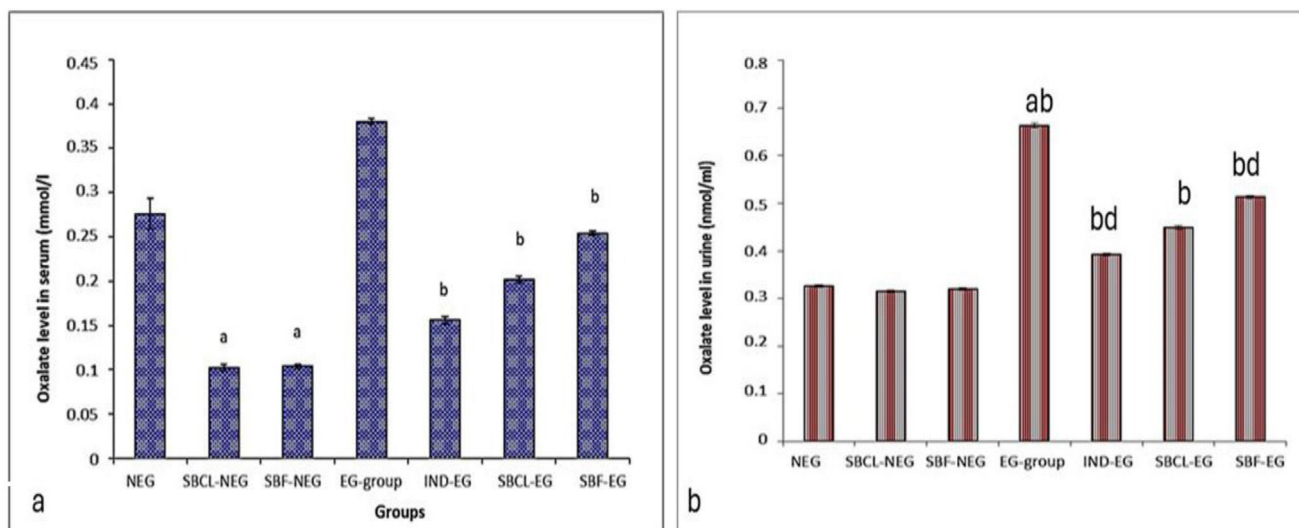 0.45
0.4
0.35
0.3
0.25
0.2
0.15
0.1
0.05
0
Oxalate level in serum (mmol/l
a
a
b
b
b
NEG SBCL-NEG SBF-NEG EG-group IND-EG SBCL-EG SBF-EG
Groups
a
0.8
0.7
0.6
0.5
0.4
0.3
0.2
0.1
0
Oxalate level in urine (nmol/ml)
ab
bd
b
bd
NEG SBCL-NEG SBF-NEG EG-group IND-EG SBCL-EG SBF-EG
b